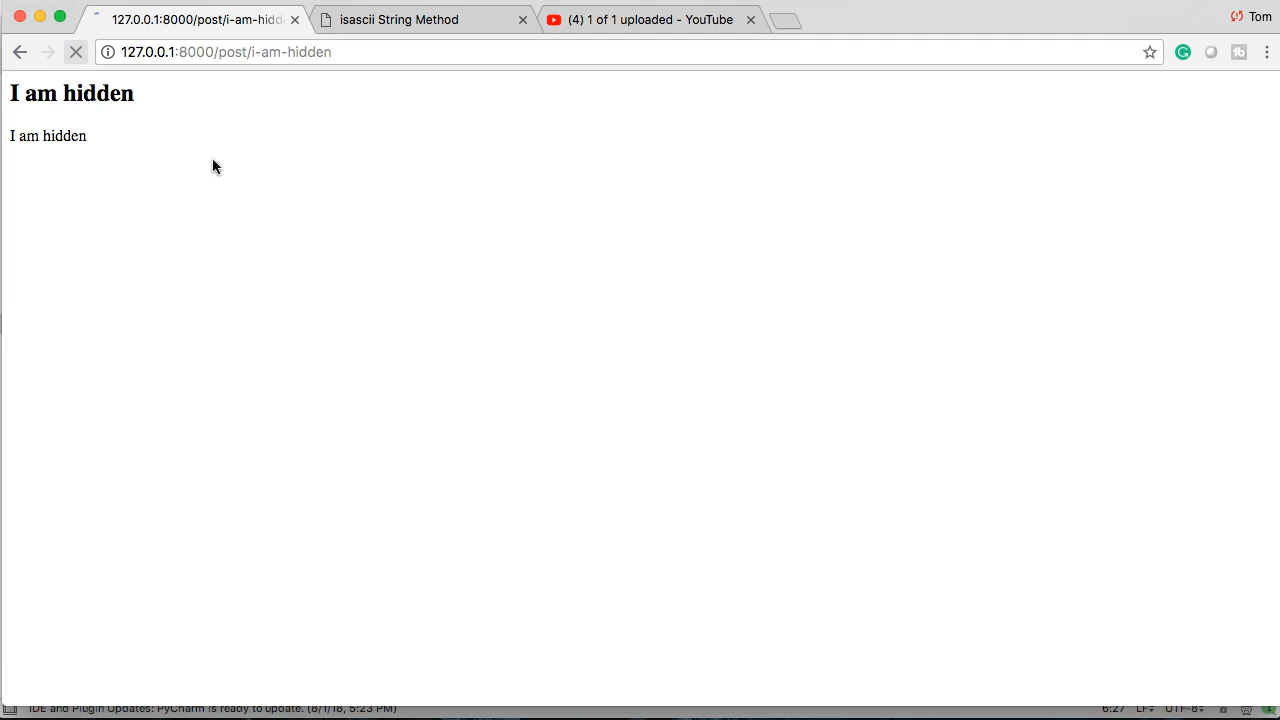 127.0.0.1:8000/post/i-am-hidd
isascii String Method
(4) 1 of 1 uploaded - YouTube
Tom
127.0.0.1:8000/post/i-am-hidden
I am hidden
I am hidden
IDE and Plugin Updates: PyCharm is ready to update. (8/1/18, 5:23 PM)
6:27 LF UTF-8